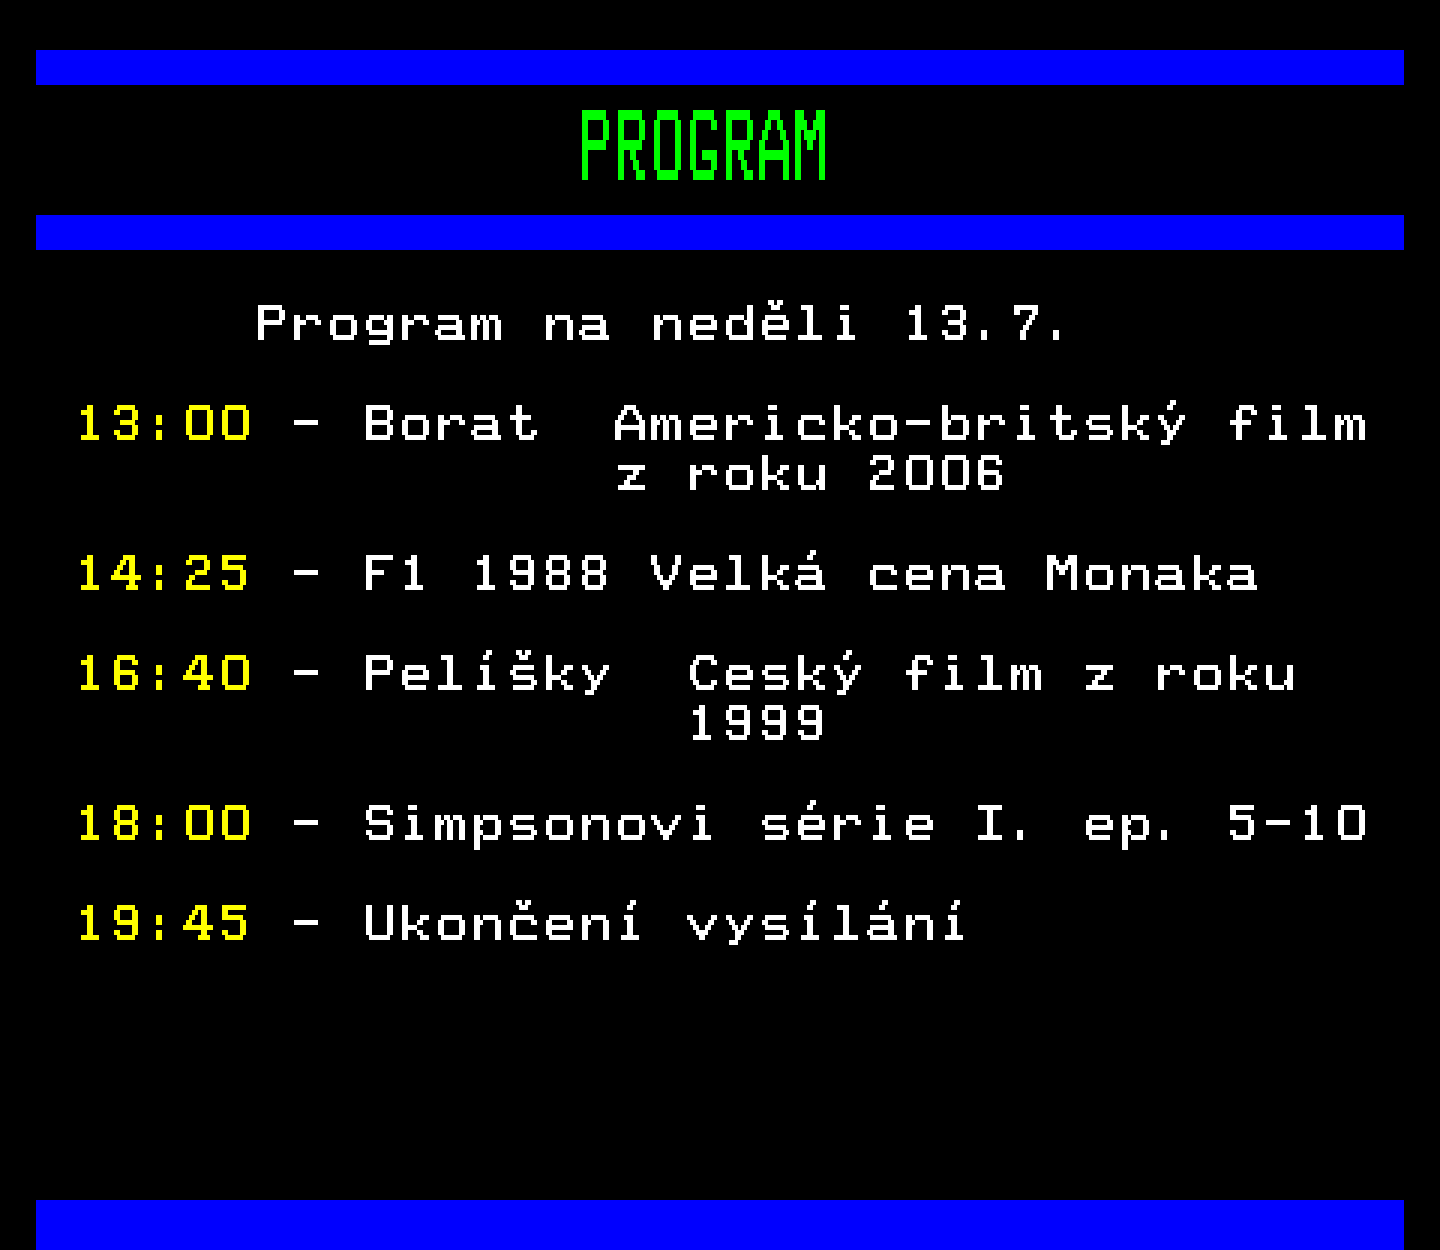 PROGRAM
Program na neděli 13.7.
13:00 - Borat Americko-britský film
z roku 2006
14:25 - F1 1988 Velká cena Monaka
16:40 - Pelíšky Ceský film z roku
1999
18:00 - Simpsonovi série I. ep. 5-10
19:45 - Ukončení vysílání